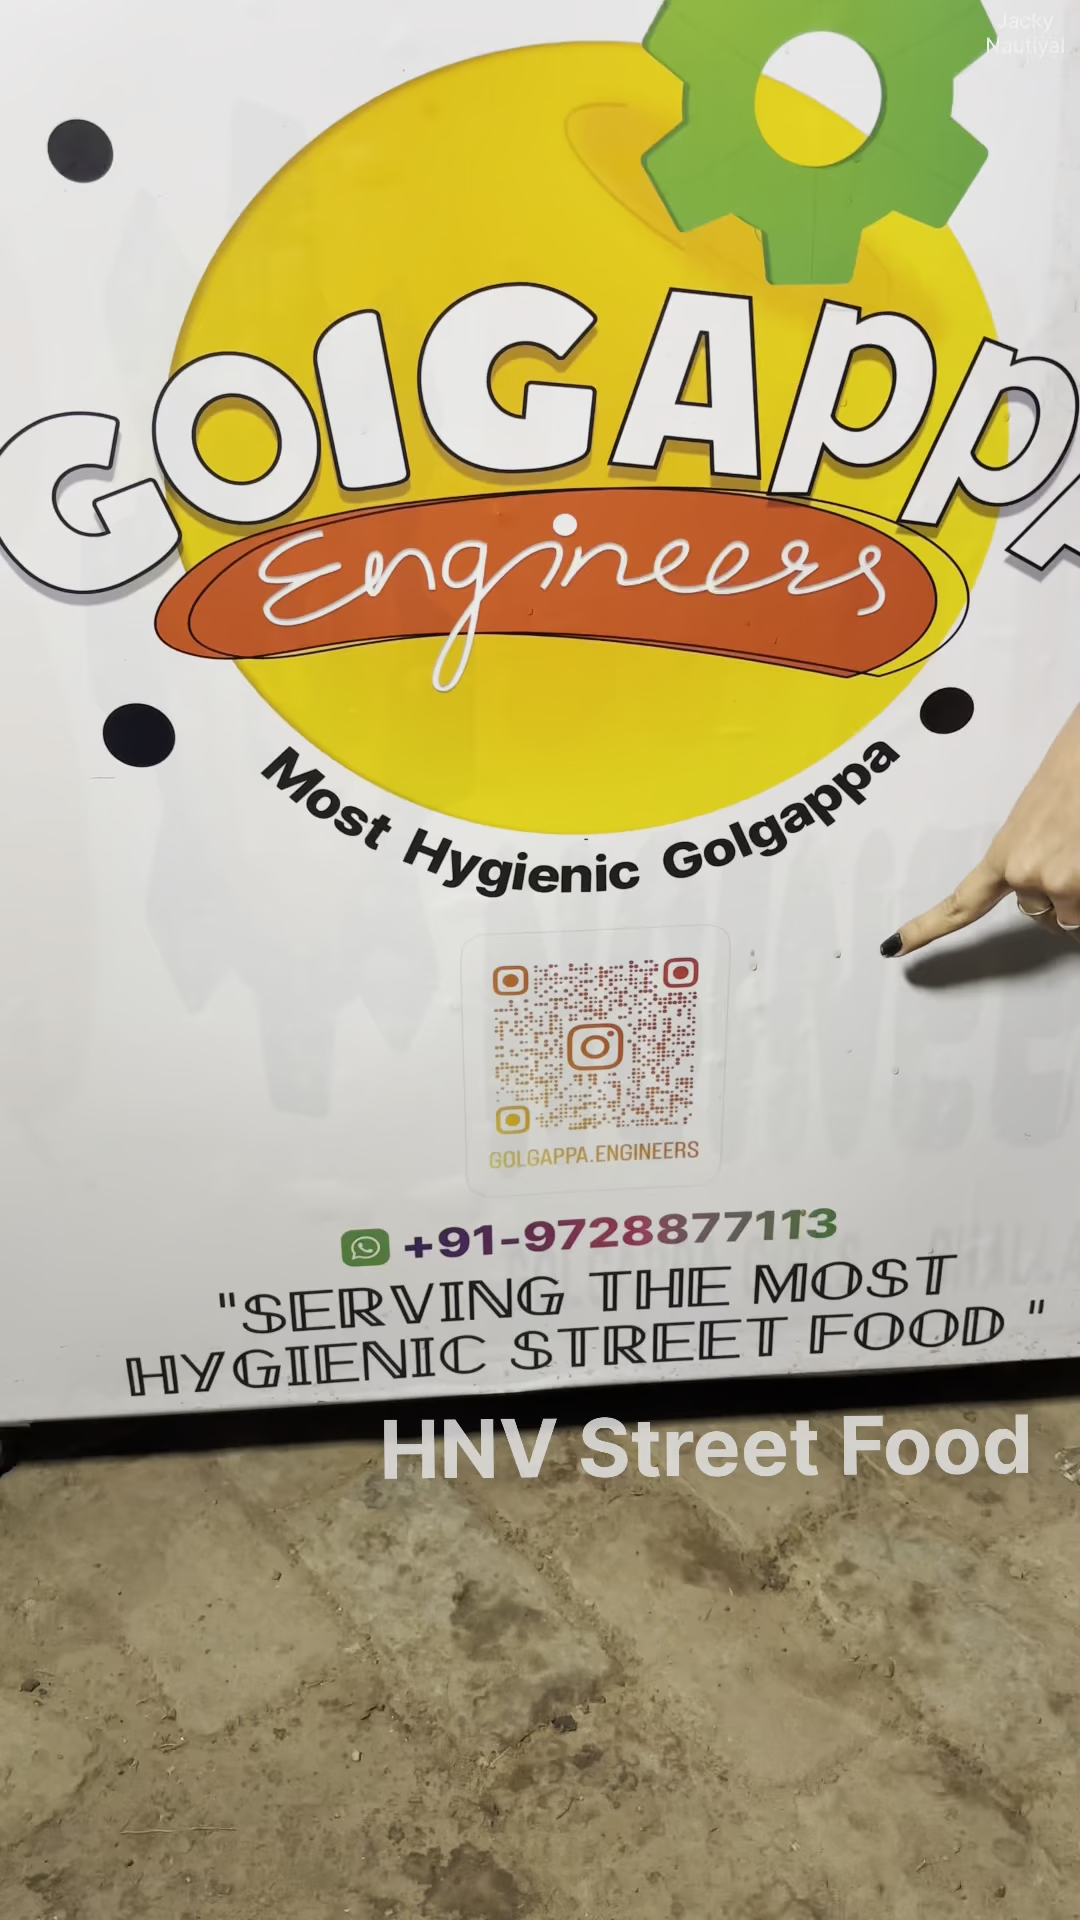 Jacky
Nautiyal
GOlGAppA
Engineers
Most Hygienic Golgappa
GOLGAPPA.ENGINEERS
+91-9728877113
"SERVING THE MOST
HYGIENIC STREET FOOD "
HNV Street Food